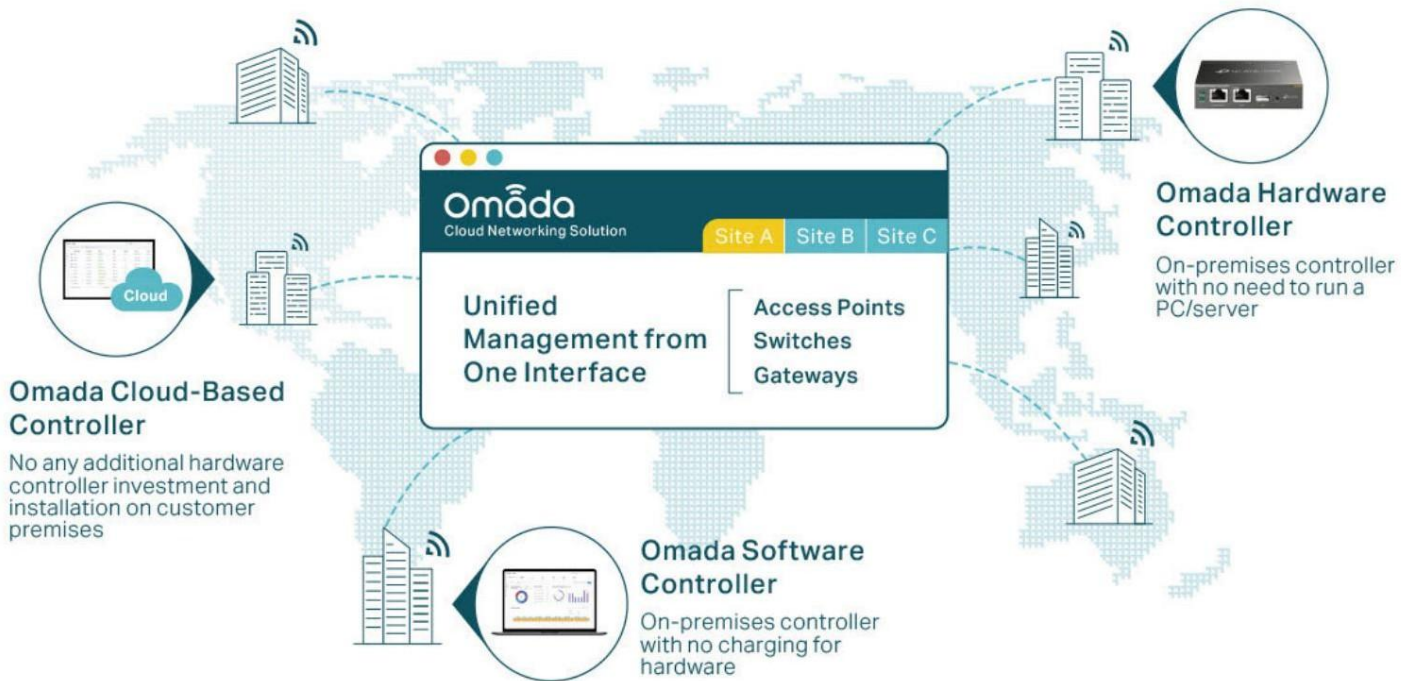 Omada
Cloud Networking Solution
Site A
Site B
Site C
Unified
Management from
One Interface
Access Points
Switches
Gateways
Cloud
Omada Cloud-Based
Controller
No any additional hardware
controller investment and
installation on customer
premises
Omada Hardware
Controller
On-premises controller
with no need to run a
PC/server
Omada Software
Controller
On-premises controller
with no charging for
hardware